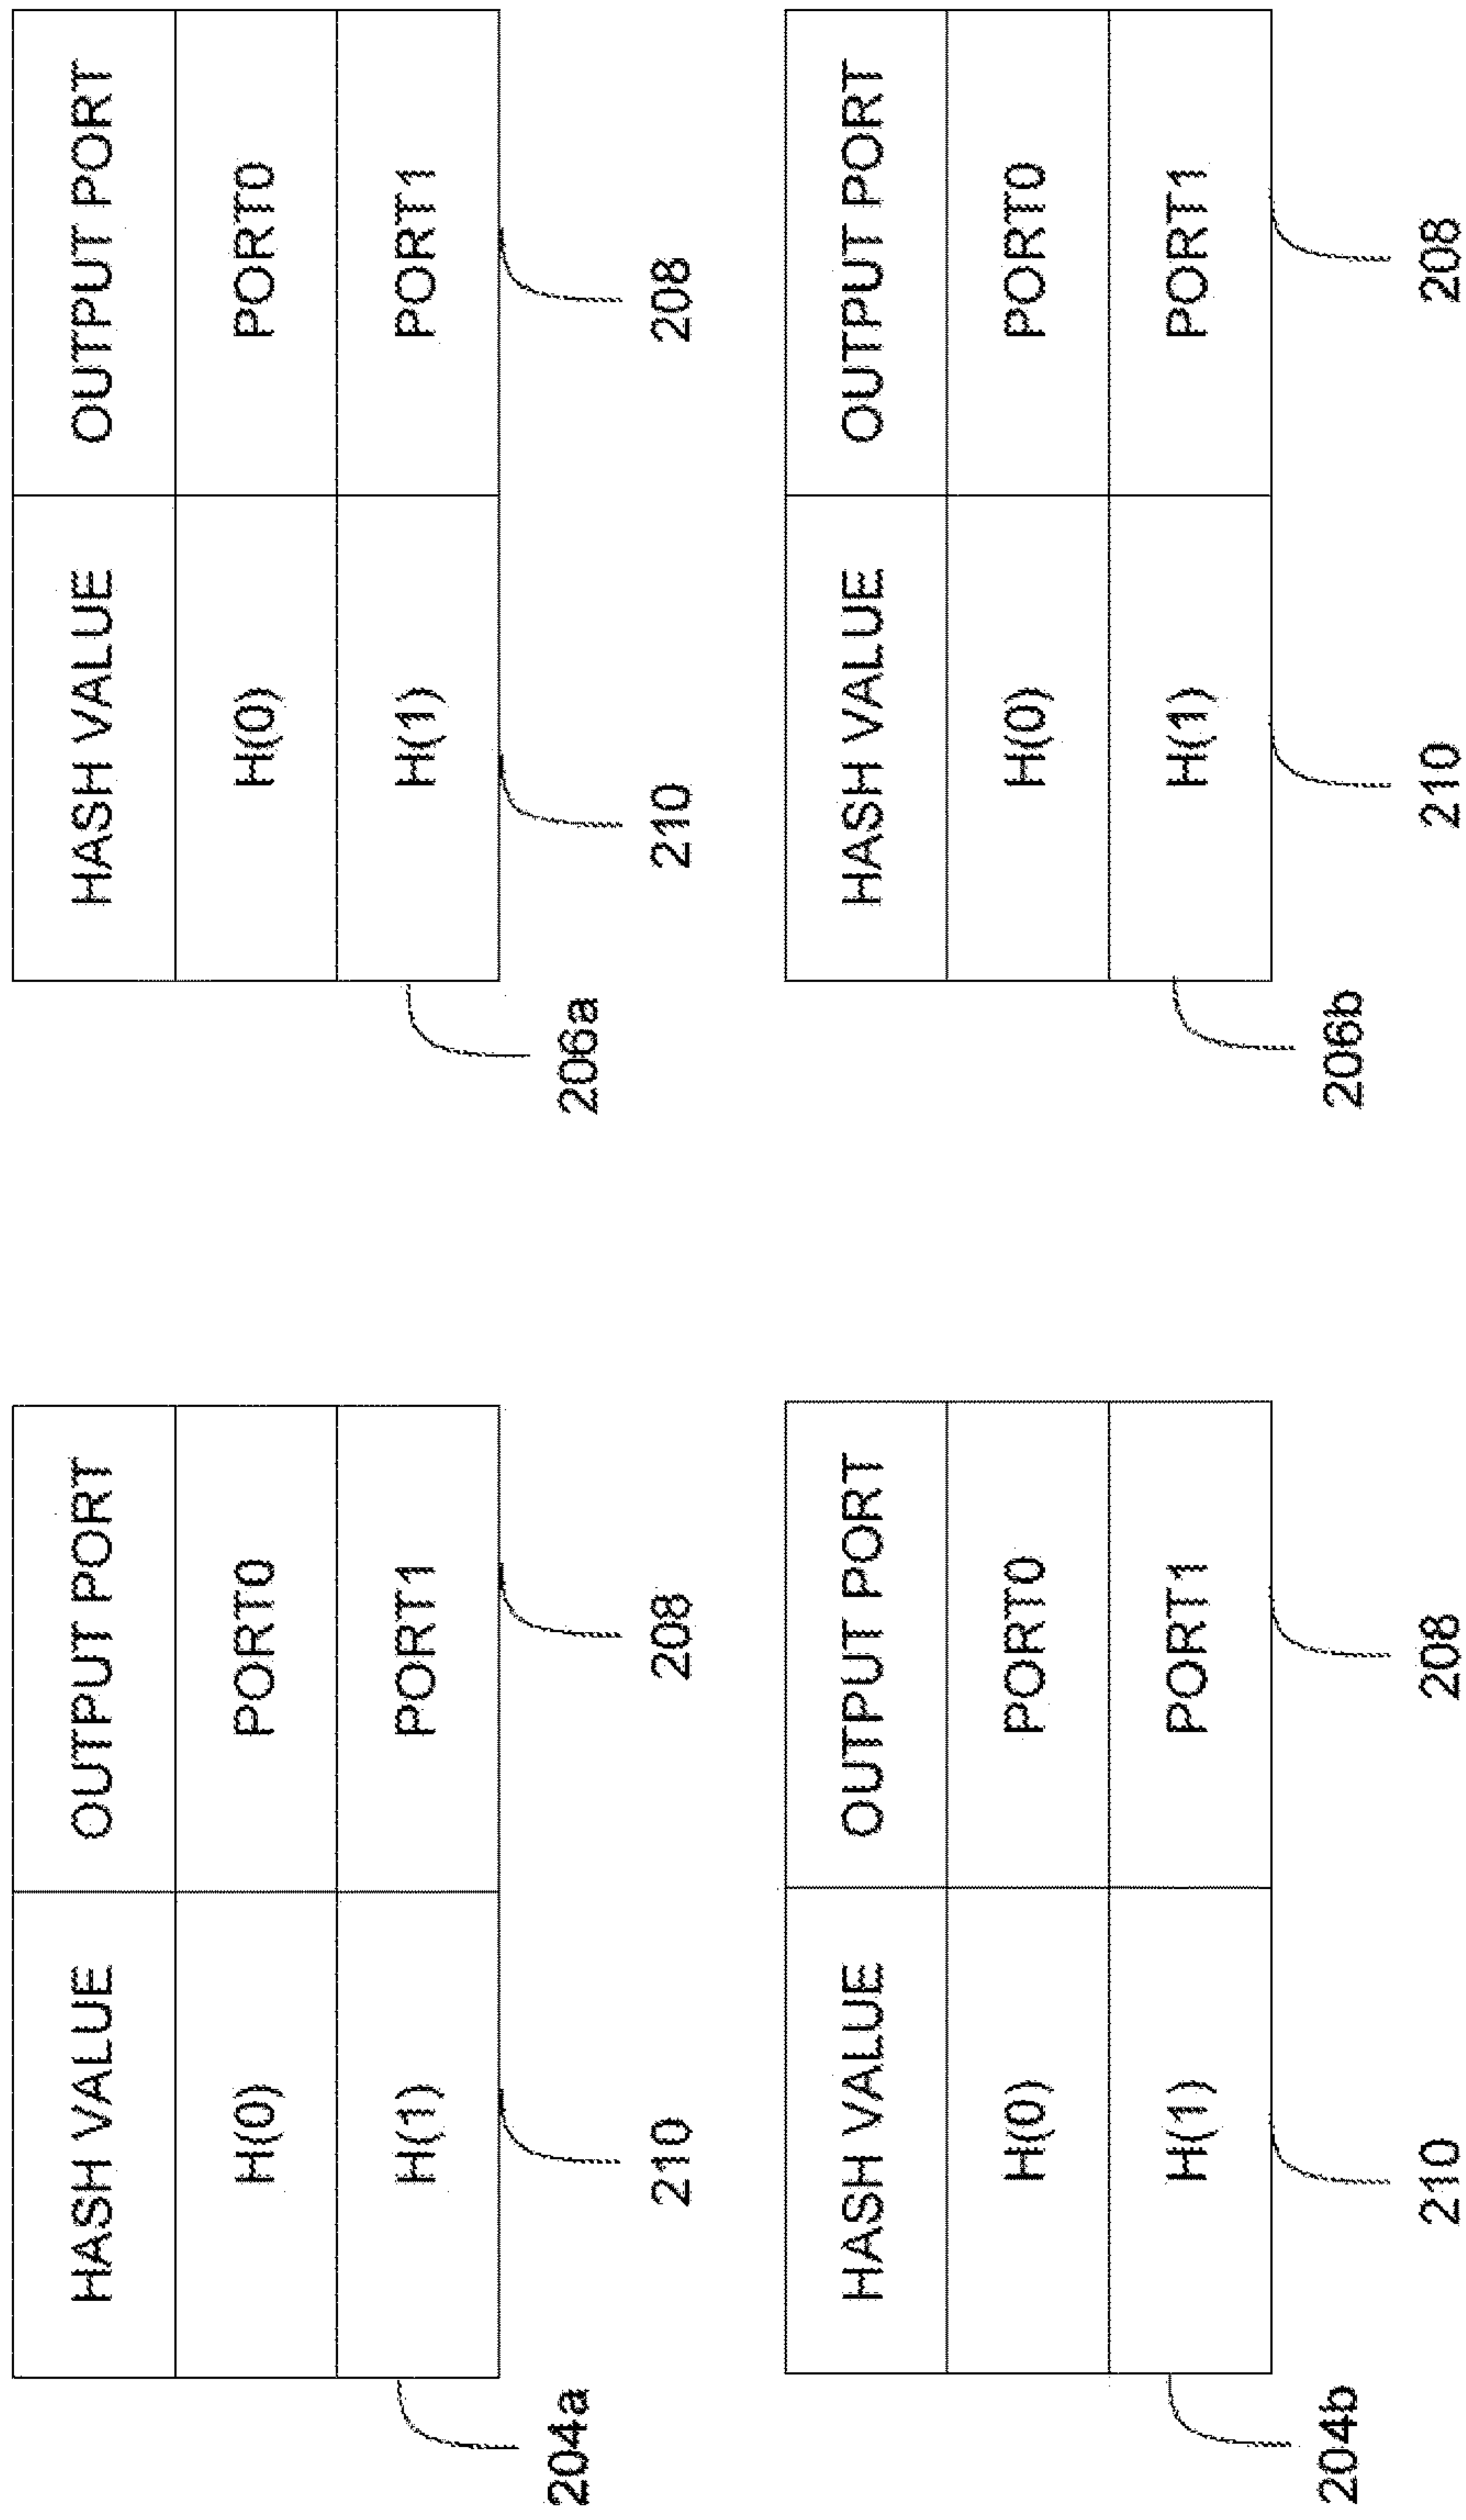 HASH VALUE OUTPUT PORT
H(0) PORT0
H(1) PORT1
204a 210 208
HASH VALUE OUTPUT PORT
H(0) PORT0
H(1) PORT1
206a 210 208
HASH VALUE OUTPUT PORT
H(0) PORT0
H(1) PORT1
204b 210 208
HASH VALUE OUTPUT PORT
H(0) PORT0
H(1) PORT1
206b 210 208